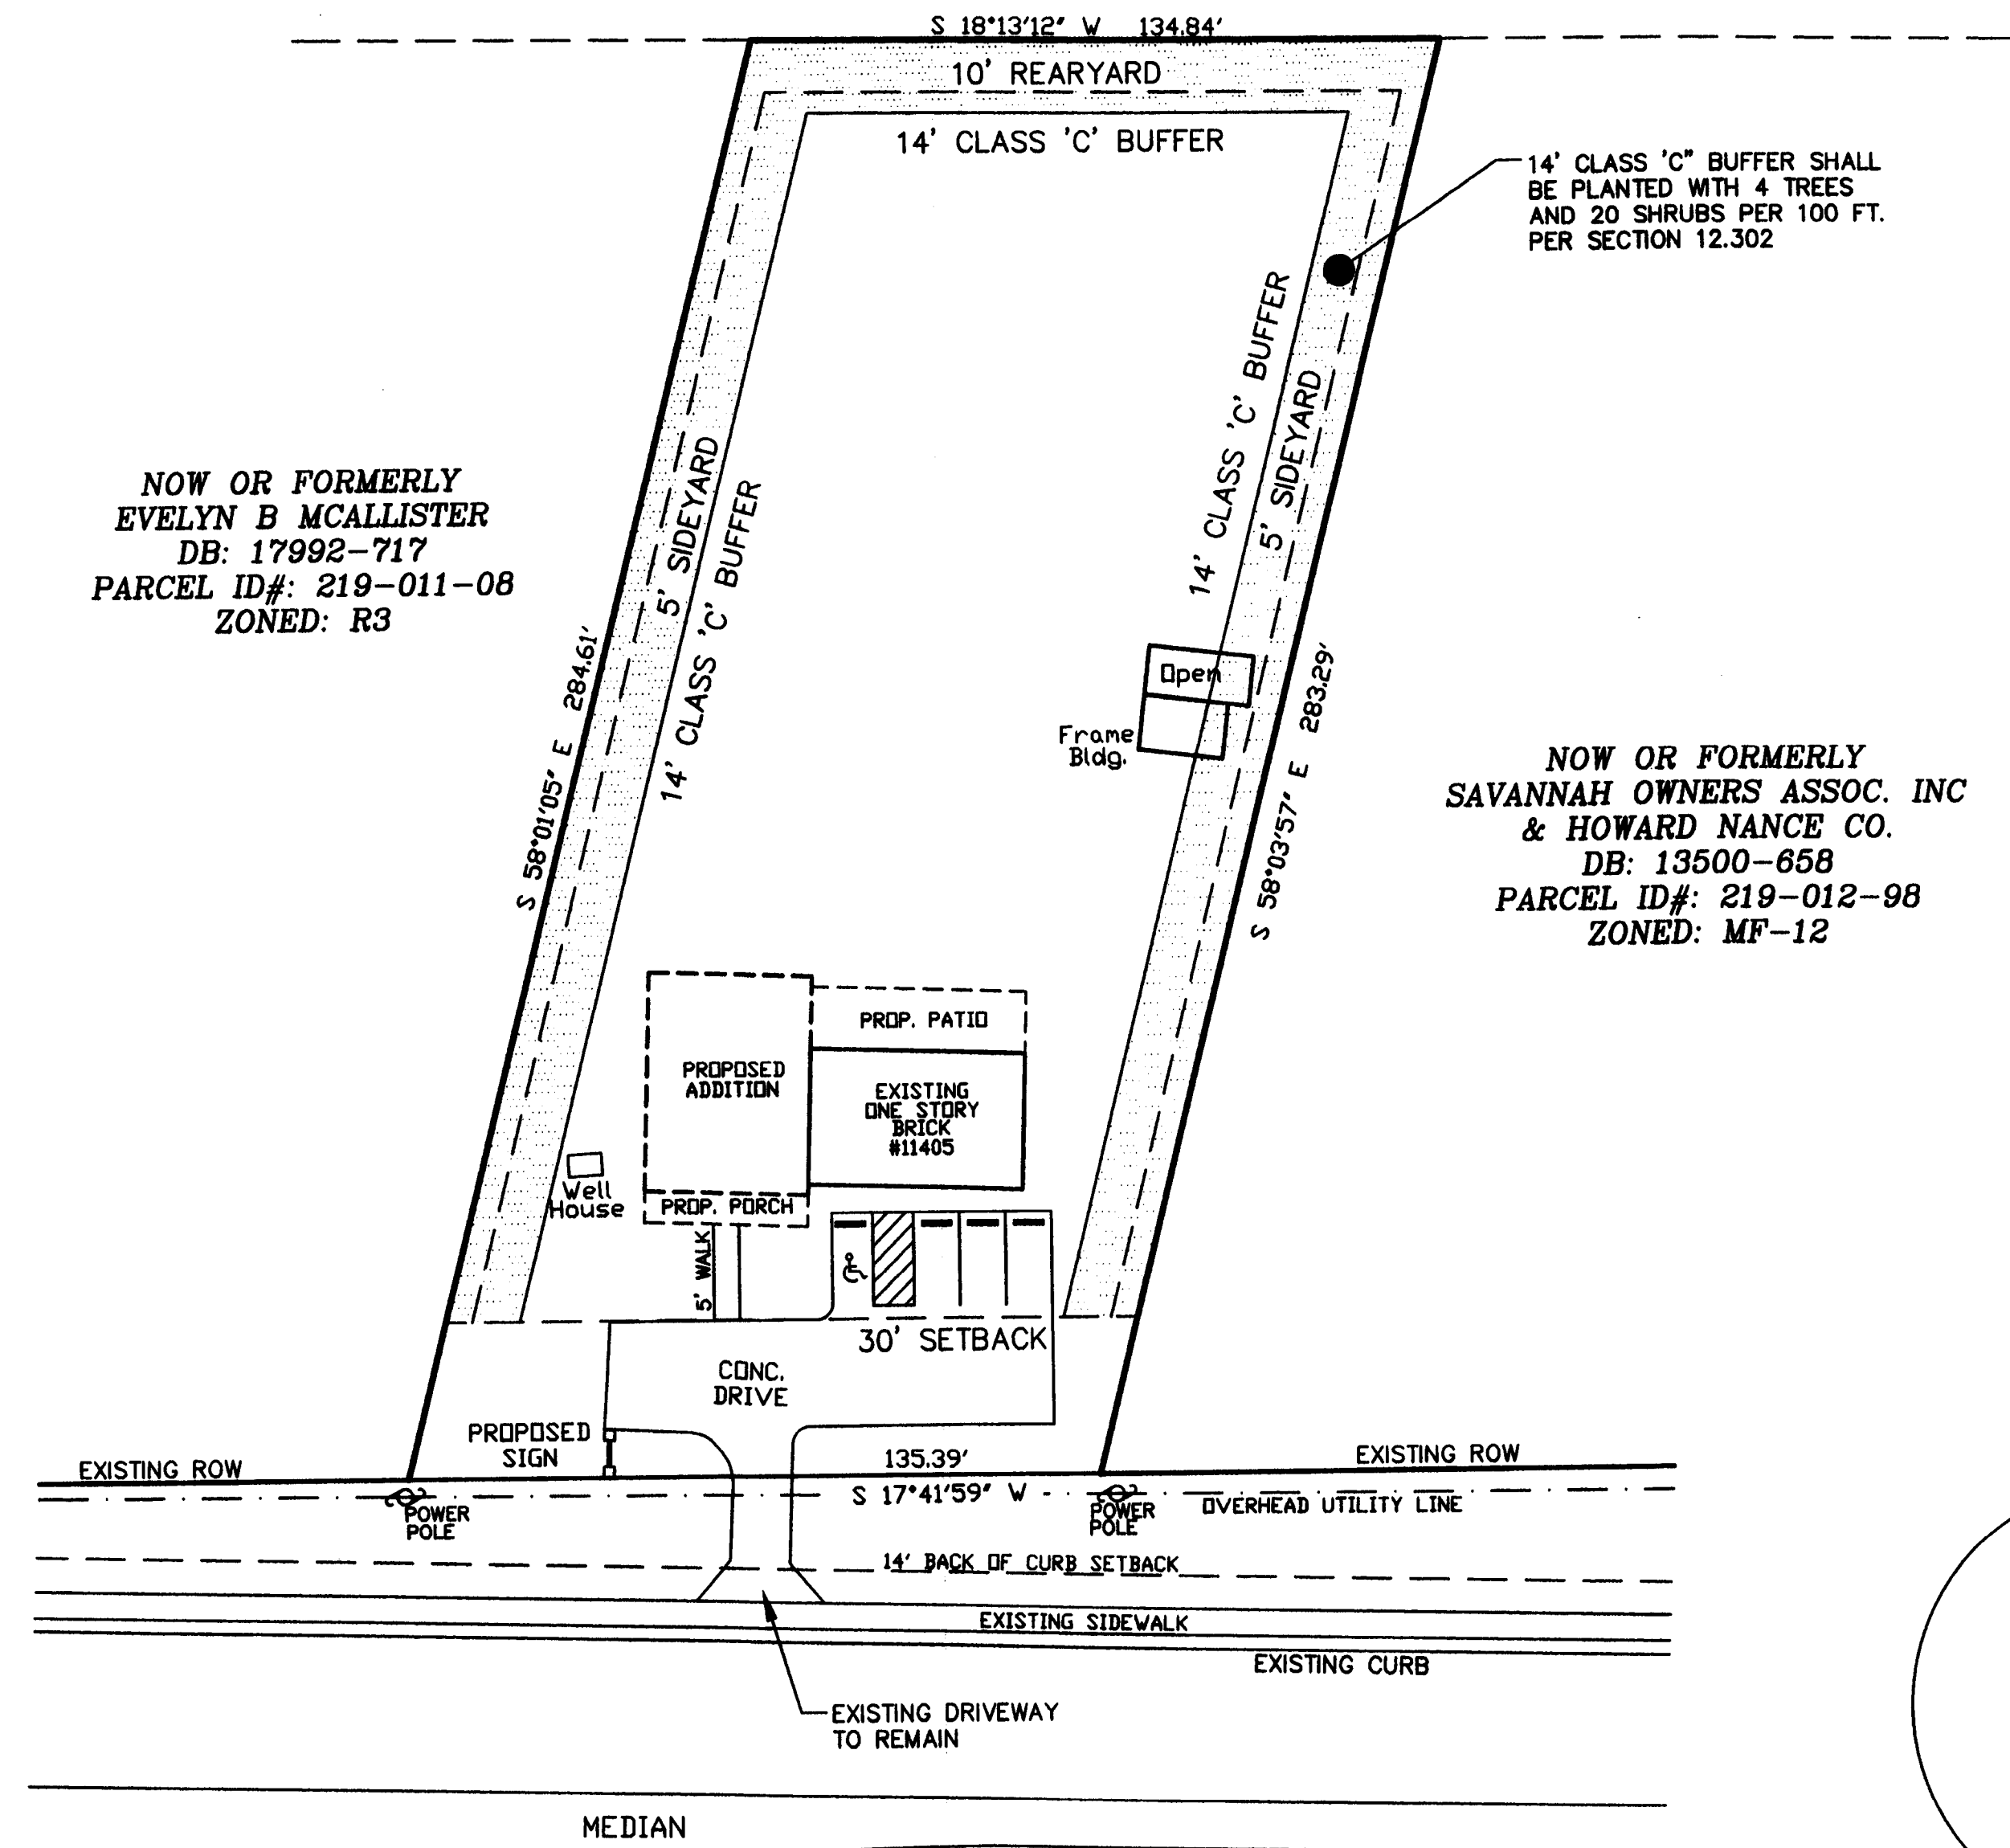 S 18°13'12" W 134.84'
10' REARYARD
14' CLASS 'C' BUFFER
14' CLASS 'C" BUFFER SHALL
BE PLANTED WITH 4 TREES
AND 20 SHRUBS PER 100 FT.
PER SECTION 12.302
14' CLASS 'C' BUFFER
5' SIDEYARD
5' SIDEYARD
14' CLASS 'C' BUFFER
NOW OR FORMERLY
EVELYN B MCALLISTER
DB: 17992-717
PARCEL ID#: 219-011-08
ZONED: R3
S 58°01'05" E 284.61'
Open
Frame
Bldg.
S 58°03'57" E 283.29'
NOW OR FORMERLY
SAVANNAH OWNERS ASSOC. INC
& HOWARD NANCE CO.
DB: 13500-658
PARCEL ID#: 219-012-98
ZONED: MF-12
PROP. PATIO
PROPOSED
ADDITION
EXISTING
ONE STORY
BRICK
#11405
Well
House
PROP. PORCH
5' WALK
30' SETBACK
CONC.
DRIVE
PROPOSED
SIGN
135.39'
EXISTING ROW
EXISTING ROW
S 17°41'59" W
POWER
POLE
POWER
POLE
OVERHEAD UTILITY LINE
14' BACK OF CURB SETBACK
EXISTING SIDEWALK
EXISTING CURB
EXISTING DRIVEWAY
TO REMAIN
MEDIAN